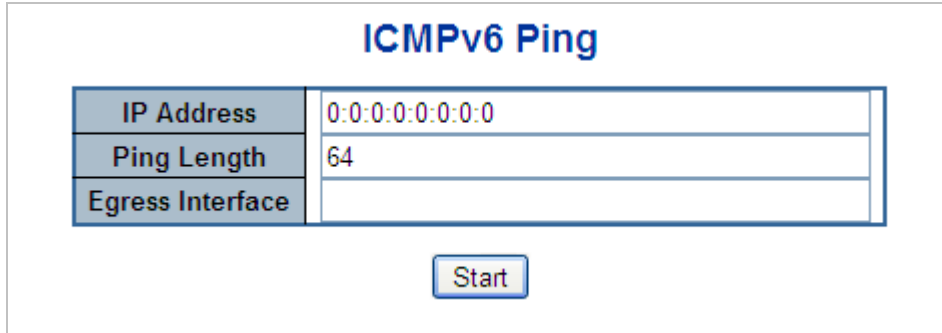 ICMPv6 Ping
IP Address 0:0:0:0:0:0:0:0
Ping Length 64
Egress Interface
Start